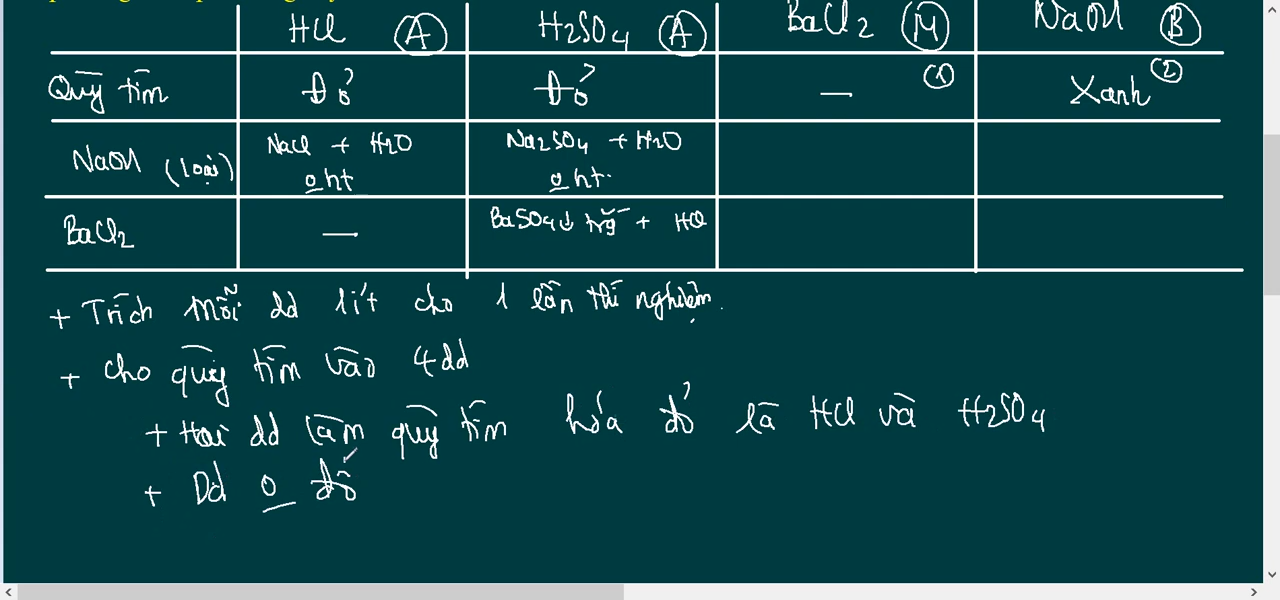 HCl (A) H2SO4 (A) BaCl2 (M) NaOH (B)
Quỳ tím Đỏ Đỏ — (1) Xanh (2)
NaOH (loại) NaCl + H2O Na2SO4 + H2O
o ht o ht.
BaCl2 — BaSO4↓ trắng + HCl
+ Trích mỗi dd 1 ít cho 1 lần thí nghiệm.
+ Cho quỳ tím vào 4 dd
+ Hai dd làm quỳ tím hóa đỏ là HCl và H2SO4
+ Dd o đổ